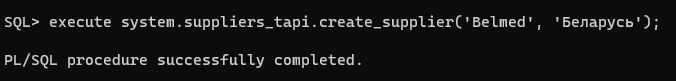 SQL> execute system.suppliers_tapi.create_supplier('Belmed', 'Беларусь');
PL/SQL procedure successfully completed.